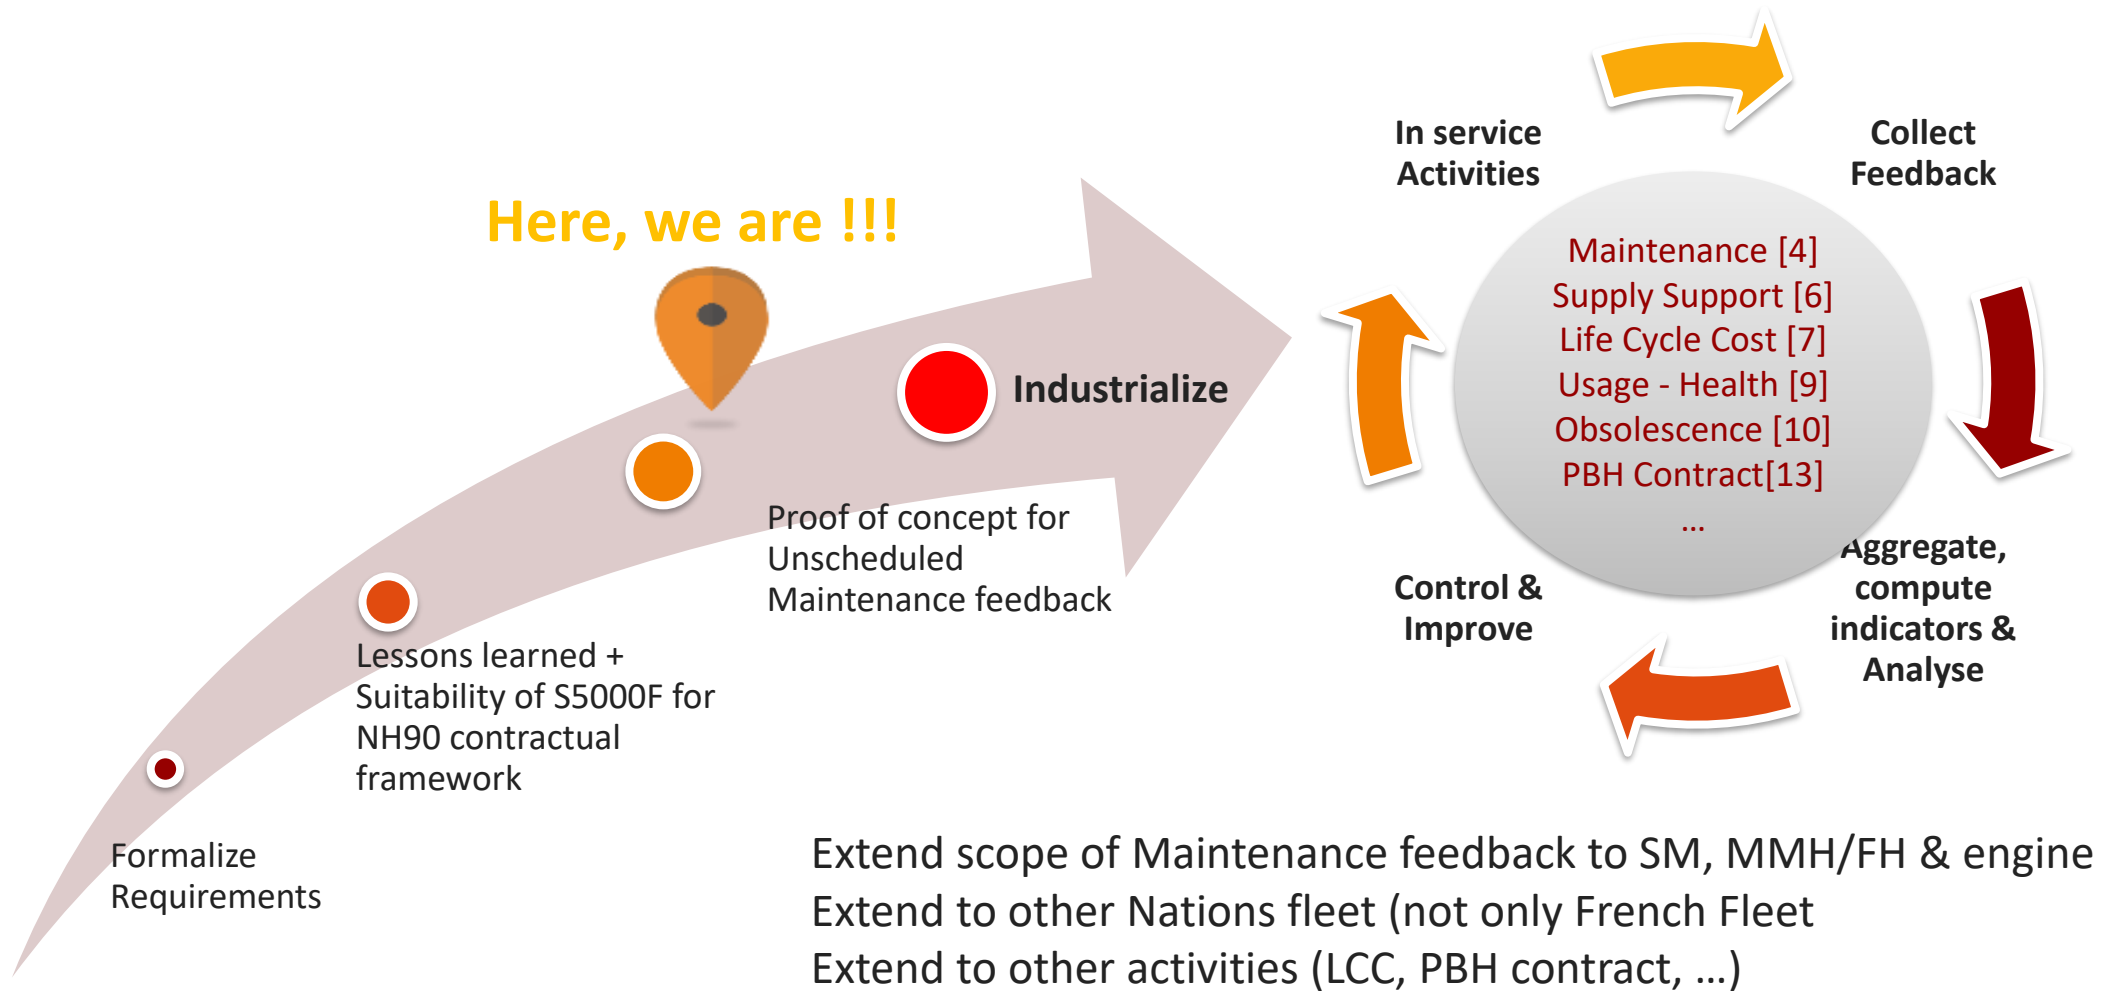 Here, we are !!!
Industrialize
Proof of concept for
Unscheduled
Maintenance feedback
Lessons learned +
Suitability of S5000F for
NH90 contractual
framework
Formalize
Requirements
In service
Activities
Collect
Feedback
Maintenance [4]
Supply Support [6]
Life Cycle Cost [7]
Usage - Health [9]
Obsolescence [10]
PBH Contract[13]
...
Aggregate,
compute
indicators &
Analyse
Control &
Improve
Extend scope of Maintenance feedback to SM, MMH/FH & engine
Extend to other Nations fleet (not only French Fleet
Extend to other activities (LCC, PBH contract, ...)